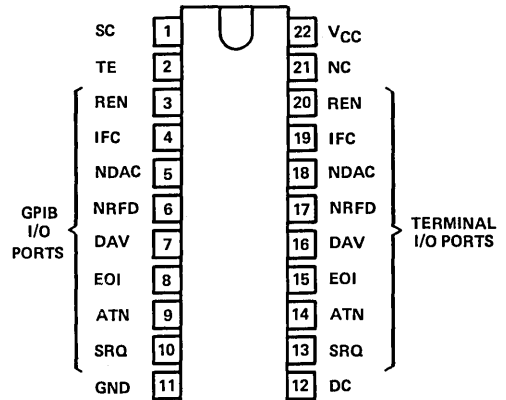 SC 1 22 VCC
TE 2 21 NC
REN 3 20 REN
IFC 4 19 IFC
NDAC 5 18 NDAC
NRFD 6 17 NRFD
DAV 7 16 DAV
EOI 8 15 EOI
ATN 9 14 ATN
SRQ 10 13 SRQ
GND 11 12 DC
GPIB
I/O
PORTS
TERMINAL
I/O PORTS